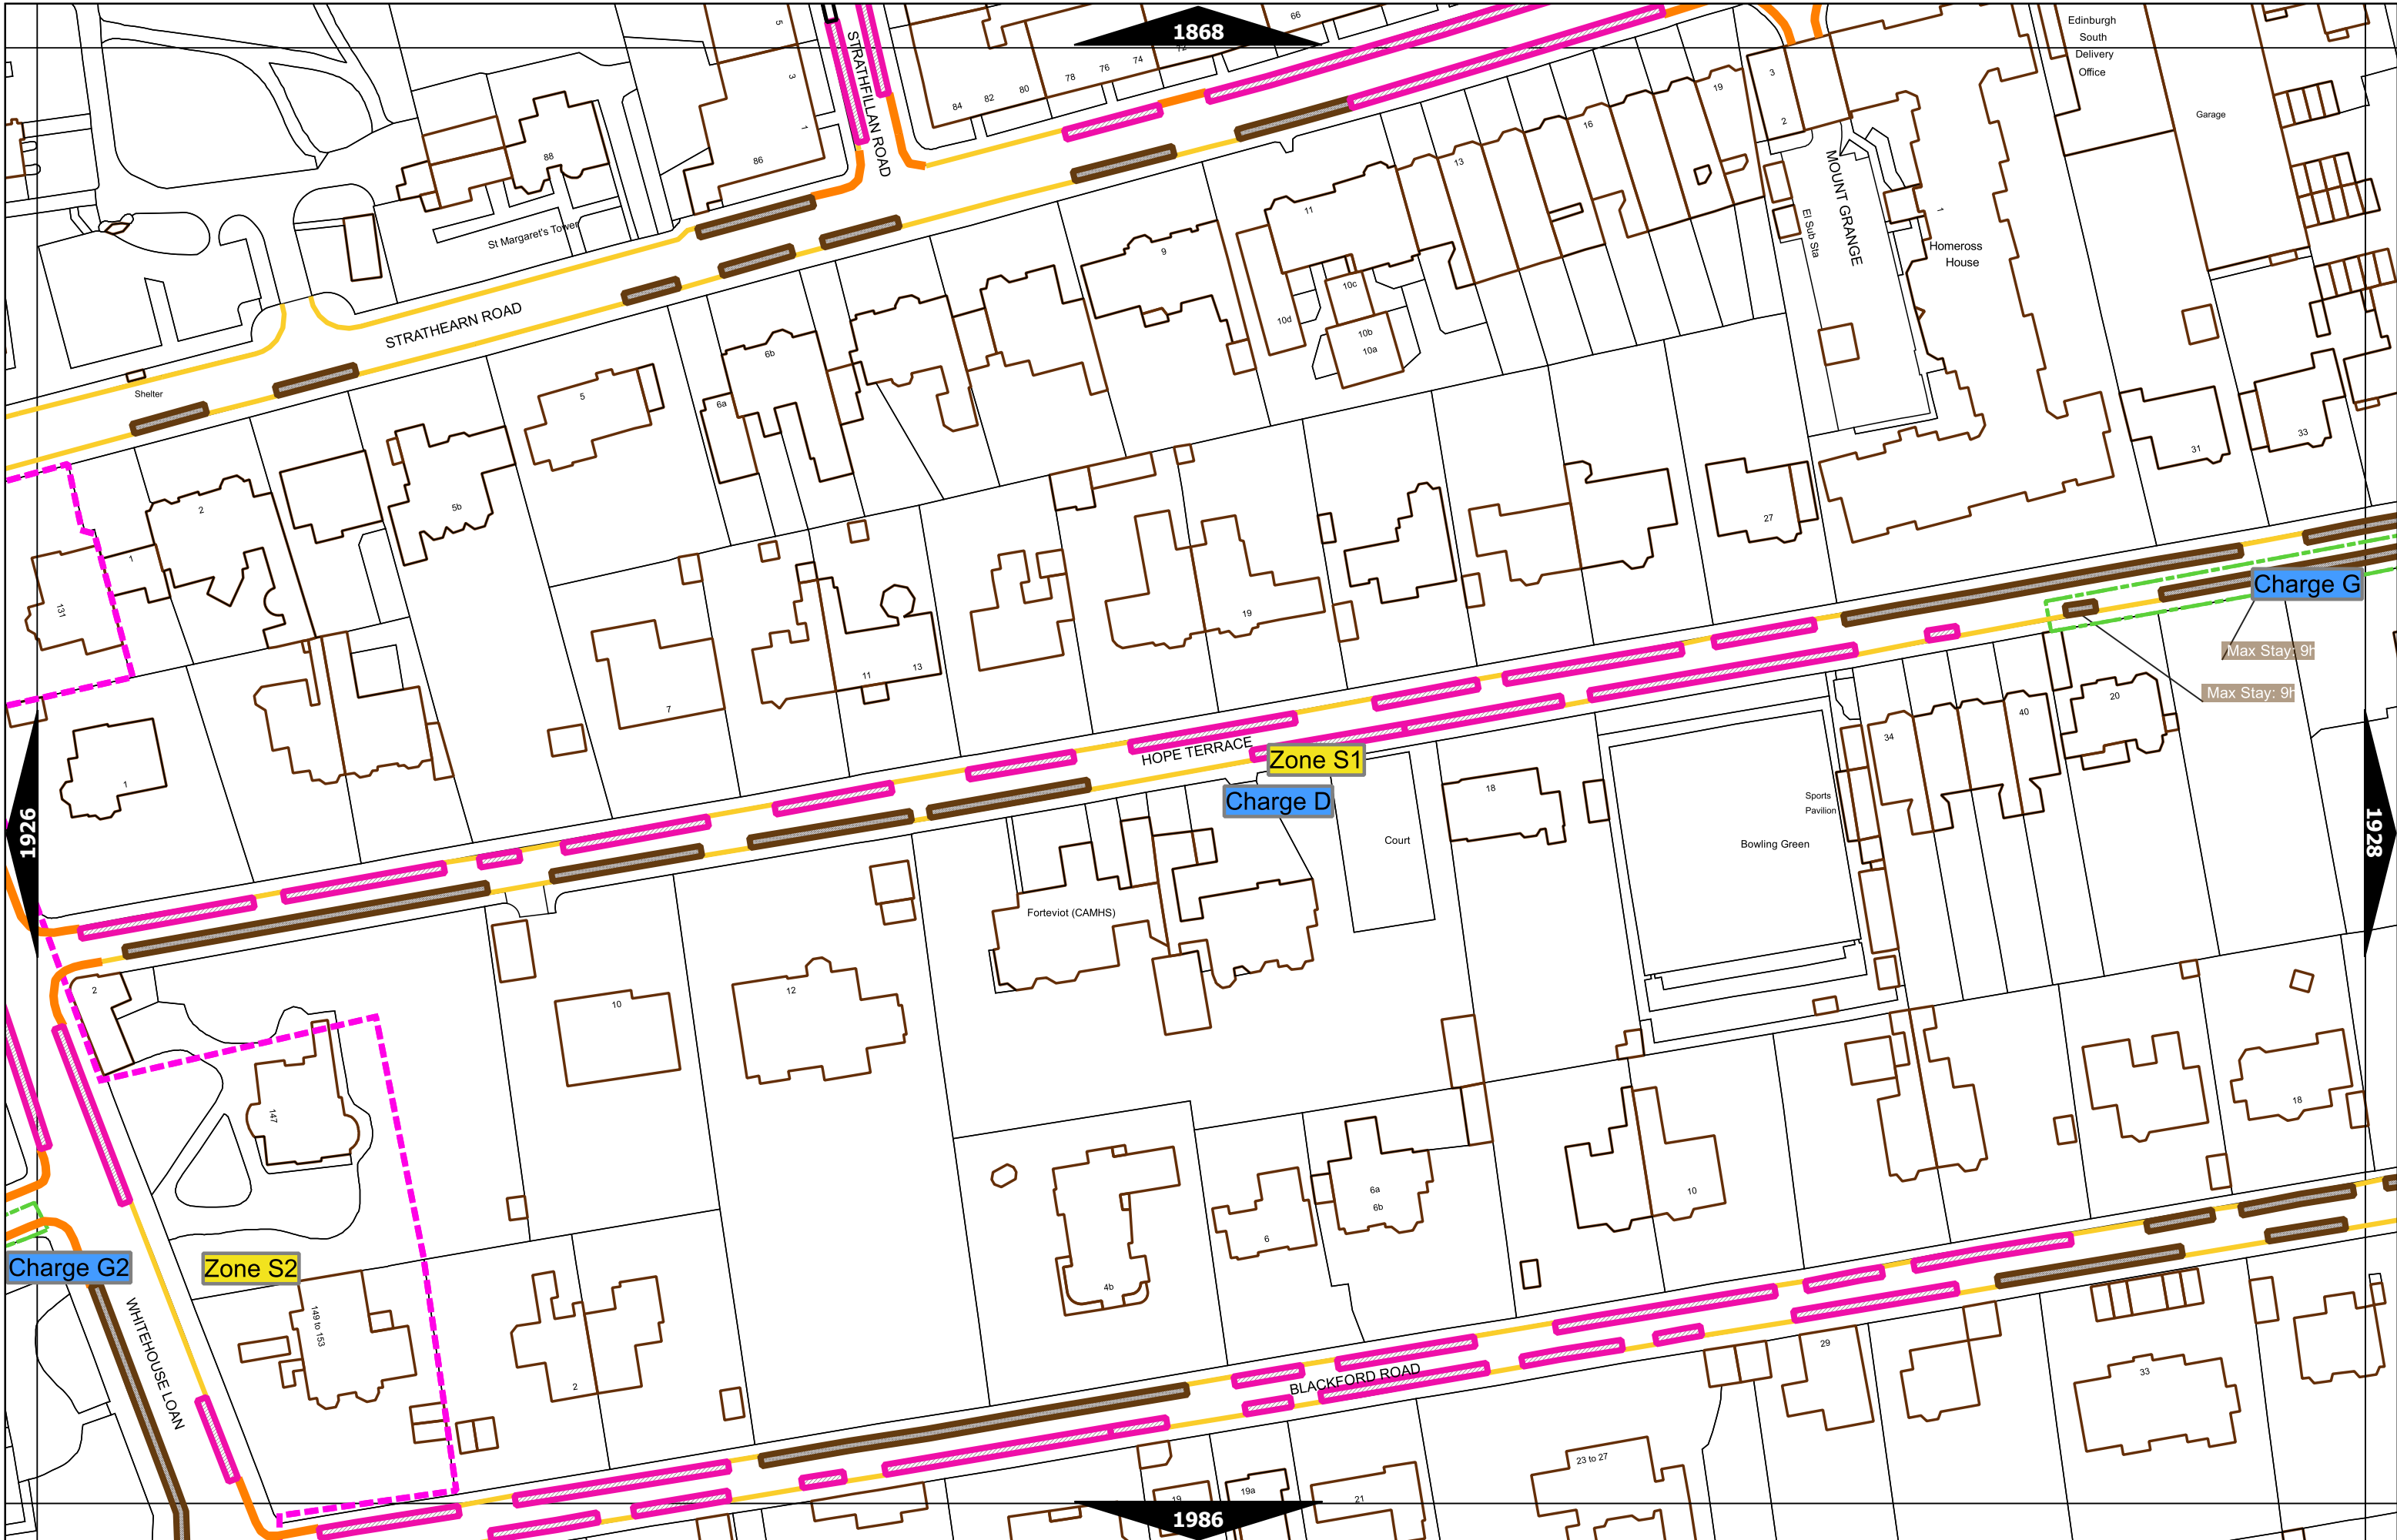 1868
5
3
1
86
88
STRATHFILLAN ROAD
66
72
74
76
78
80
82
84
Edinburgh
South
Delivery
Office
Garage
3
2
19
16
13
11
9
MOUNT GRANGE
El Sub Sta
1
Homeross
House
St Margaret's Tower
STRATHEARN ROAD
Shelter
10c
10d
10b
10a
6b
6a
5
5b
2
1
131
31
33
27
19
7
11
13
1
Charge G
Max Stay: 9h
Max Stay: 9h
HOPE TERRACE
Zone S1
Charge D
1926
1928
18
Court
Sports
Pavilion
Bowling Green
34
40
20
Forteviot (CAMHS)
2
10
12
147
18
6a
6b
10
6
4b
Charge G2
Zone S2
WHITEHOUSE LOAN
149 to 153
2
BLACKFORD ROAD
29
33
23 to 27
19
19a
21
1986